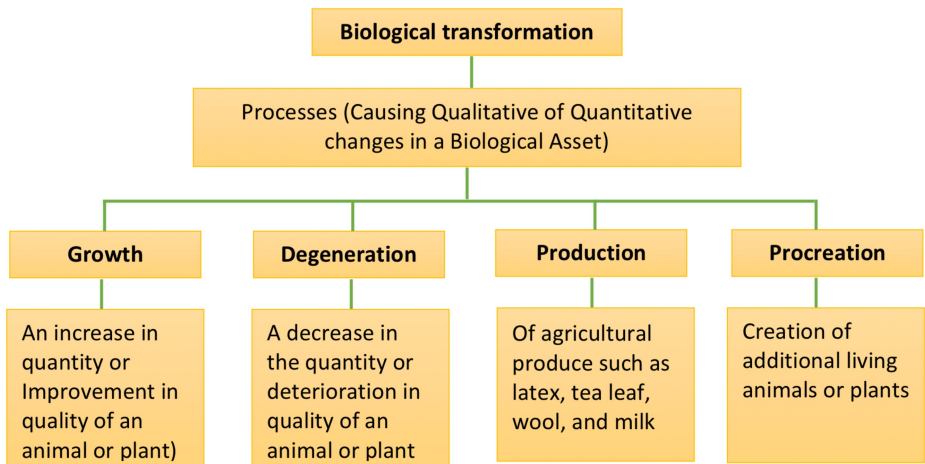 Biological transformation
Processes (Causing Qualitative of Quantitative
changes in a Biological Asset)
Growth
Degeneration
Production
Procreation
An increase in
quantity or
Improvement in
quality of an
animal or plant)
A decrease in
the quantity or
deterioration in
quality of an
animal or plant
Of agricultural
produce such as
latex, tea leaf,
wool, and milk
Creation of
additional living
animals or plants